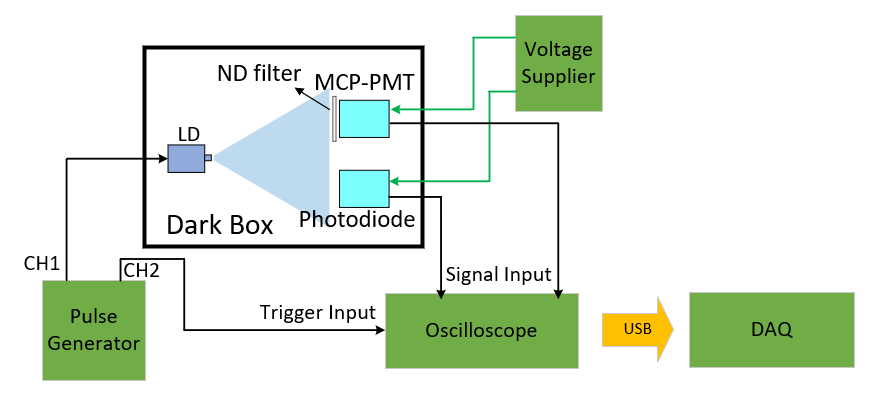 Voltage
Supplier
ND filter
MCP-PMT
LD
Photodiode
Dark Box
CH1
CH2
Signal Input
Pulse
Generator
Trigger Input
Oscilloscope
USB
DAQ